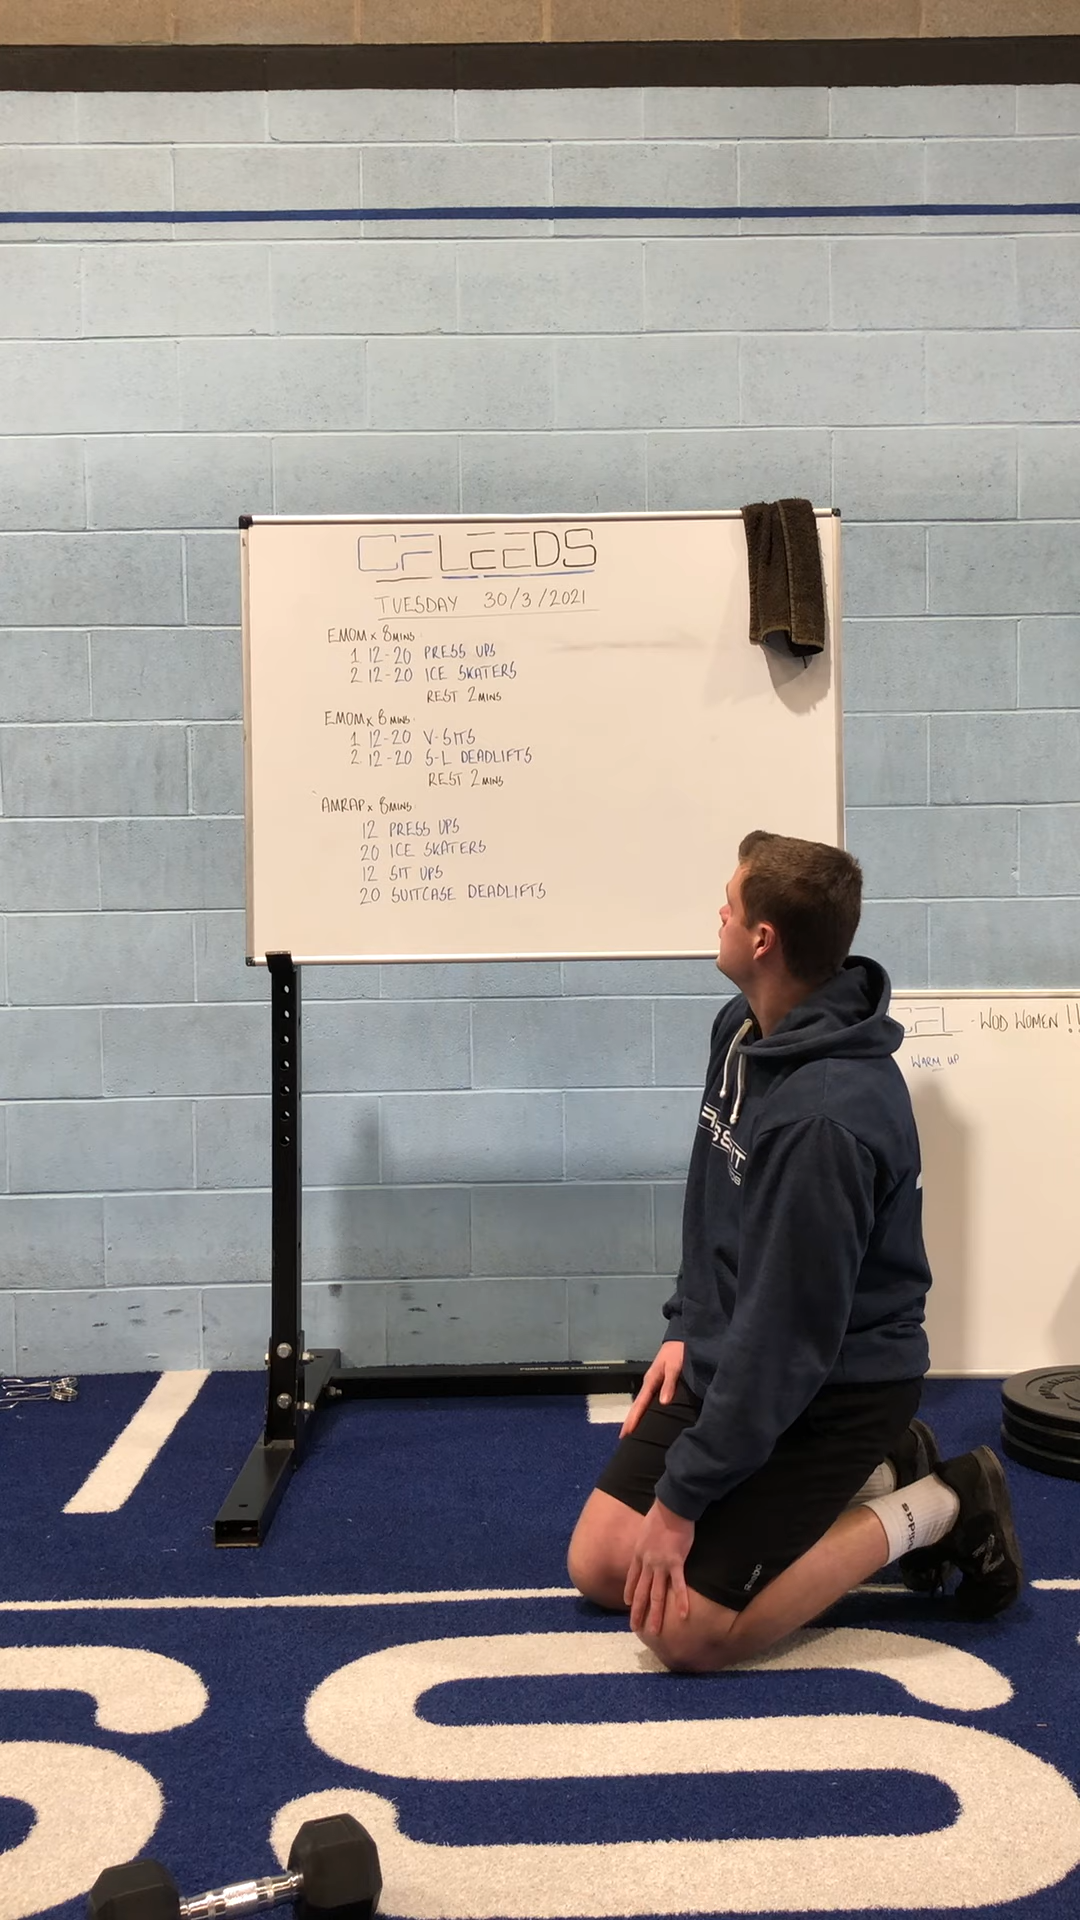 CFLEEDS
TUESDAY 30/3/2021
EMOM x 8MINS.
1 12-20 PRESS UPS
2 12-20 ICE SKATERS
REST 2MINS
EMOM x 8MINS.
1 12-20 V-SITS
2 12-20 S-L DEADLIFTS
REST 2MINS
AMRAP x 8MINS
12 PRESS UPS
20 ICE SKATERS
12 SIT UPS
20 SUITCASE DEADLIFTS
CFL - WOD WOMEN !!
WARM UP
adidas
Reebok